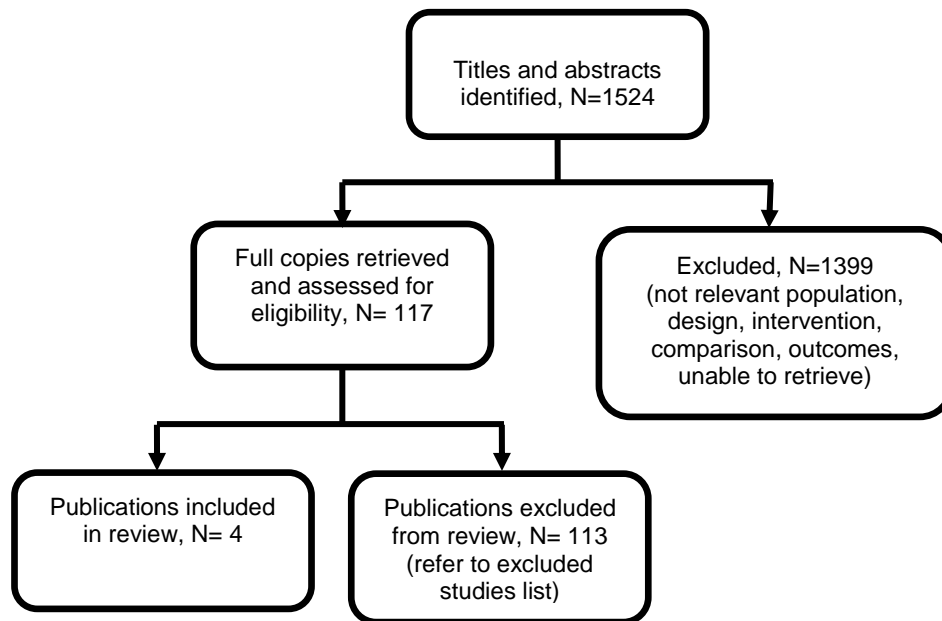 Titles and abstracts
identified, N=1524
Full copies retrieved
and assessed for
eligibility, N= 117
Excluded, N=1399
(not relevant population,
design, intervention,
comparison, outcomes,
unable to retrieve)
Publications included
in review, N= 4
Publications excluded
from review, N= 113
(refer to excluded
studies list)